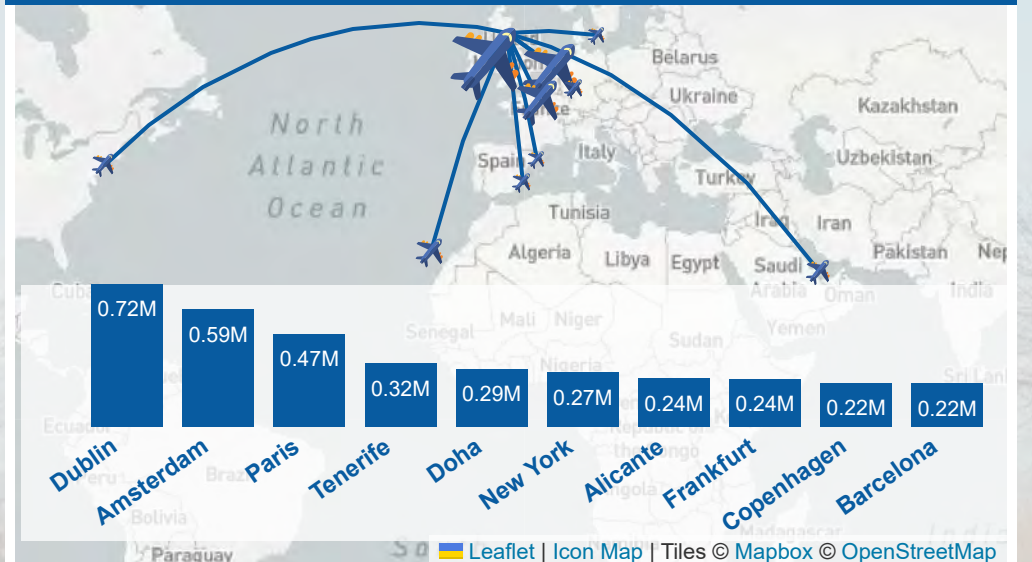 Belarus
Ukraine
Kazakhstan
North
Atlantic
Ocean
Spain
Italy
Uzbekistan
Turkey
Tunisia
Iraq
Iran
Algeria
Libya
Egypt
Saudi
Arabia
Pakistan
Oman
India
Cuba
0.72M
0.59M
0.47M
0.32M
0.29M
0.27M
0.24M
0.24M
0.22M
0.22M
Senegal
Mali
Niger
Sudan
Yemen
Nigeria
Dublin
Amsterdam
Paris
Tenerife
Doha
New York
Alicante
Frankfurt
Copenhagen
Barcelona
Bolivia
Paraguay
Madagascar
Leaflet | Icon Map | Tiles © Mapbox © OpenStreetMap